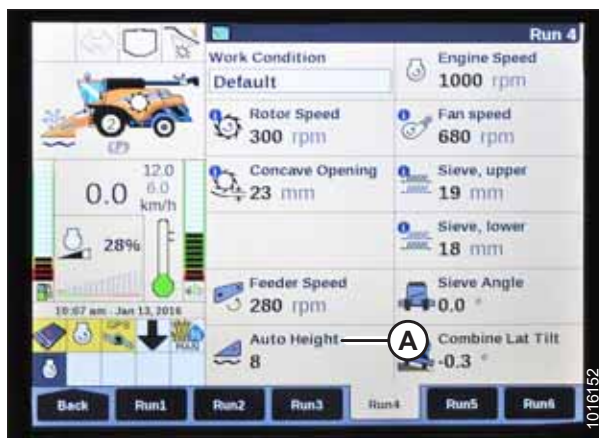 Run 4
Work Condition
Default
Engine Speed
1000 rpm
Rotor Speed
300 rpm
Fan speed
680 rpm
Concave Opening
23 mm
Sieve, upper
19 mm
Sieve, lower
18 mm
Feeder Speed
280 rpm
Sieve Angle
0.0 °
Auto Height
8
A
Combine Lat Tilt
-0.3 °
2
(P)
12.0
0.0
6.0
km/h
28%
10:07 am Jan 13, 2016
GPS
MAN
Back
Run1
Run2
Run3
Run4
Run5
Run6
1016152